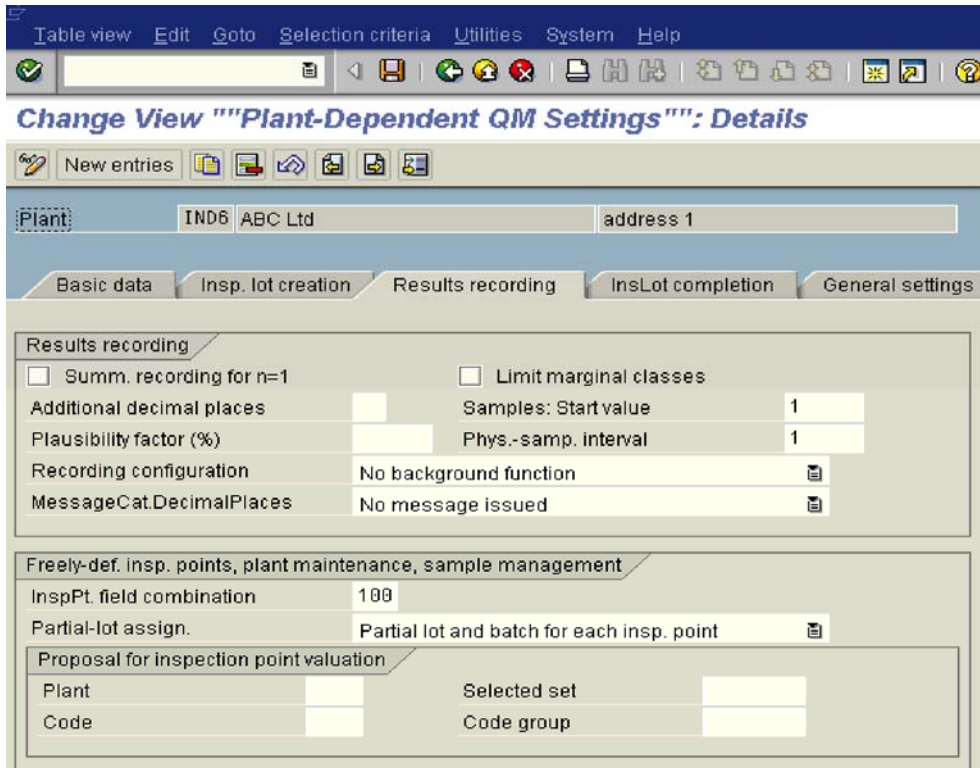 Table view Edit Goto Selection criteria Utilities System Help
Change View ""Plant-Dependent QM Settings"": Details
New entries
Plant IND6 ABC Ltd address 1
Basic data Insp. lot creation Results recording InsLot completion General settings
Results recording
Summ. recording for n=1 Limit marginal classes
Additional decimal places Samples: Start value 1
Plausibility factor (%) Phys.-samp. interval 1
Recording configuration No background function
MessageCat.DecimalPlaces No message issued
Freely-def. insp. points, plant maintenance, sample management
InspPt. field combination 100
Partial-lot assign. Partial lot and batch for each insp. point
Proposal for inspection point valuation
Plant Selected set
Code Code group